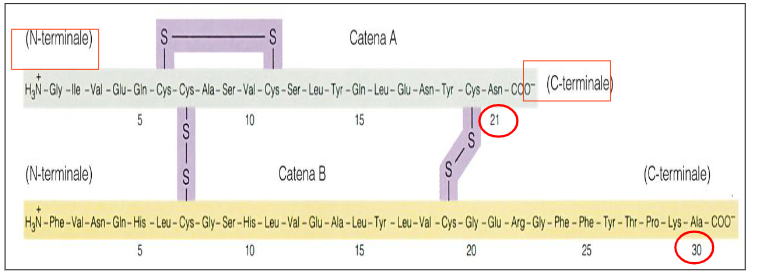 S S
(N-terminale) Catena A
+
H₃N – Gly – Ile – Val – Glu – Gln – Cys – Cys – Ala – Ser – Val – Cys – Ser – Leu – Tyr – Gln – Leu – Glu – Asn – Tyr – Cys – Asn – COO⁻ (C-terminale)
5 10 15 21
S S
S S
(N-terminale) Catena B (C-terminale)
+
H₃N – Phe – Val – Asn – Gln – His – Leu – Cys – Gly – Ser – His – Leu – Val – Glu – Ala – Leu – Tyr – Leu – Val – Cys – Gly – Glu – Arg – Gly – Phe – Phe – Tyr – Thr – Pro – Lys – Ala – COO⁻
5 10 15 20 25 30